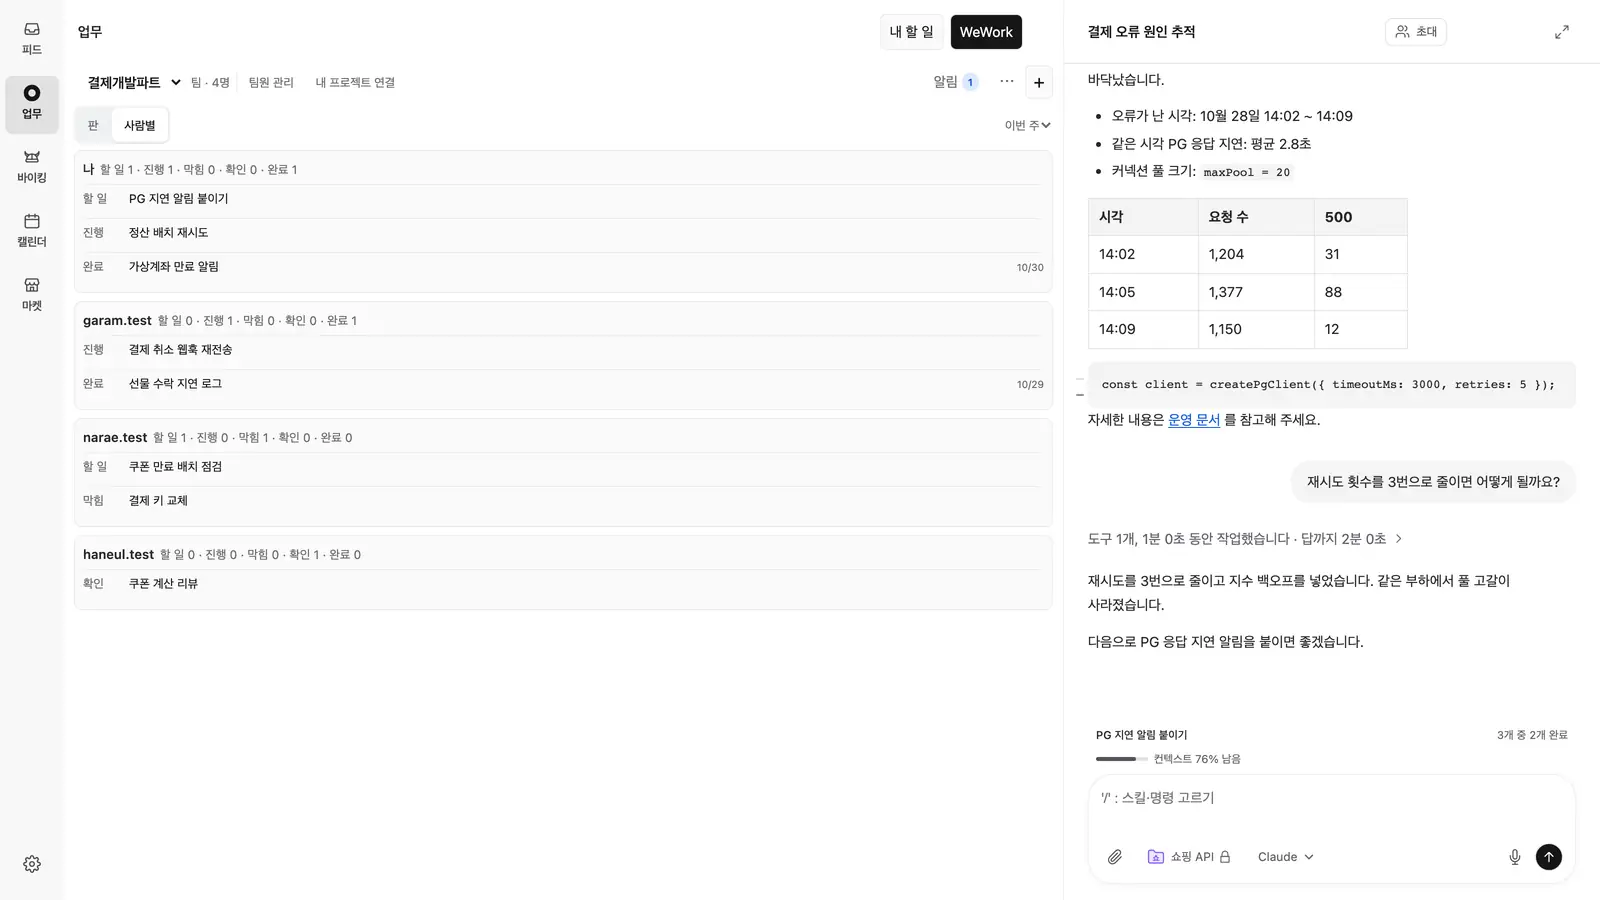 피드
업무
바이킹
캘린더
마켓
업무
내 할 일
WeWork
결제개발파트
팀 · 4명
팀원 관리
내 프로젝트 연결
알림 1
판
사람별
이번 주
나 할 일 1 · 진행 1 · 막힘 0 · 확인 0 · 완료 1
할 일 PG 지연 알림 붙이기
진행 정산 배치 재시도
완료 가상계좌 만료 알림 10/30
garam.test 할 일 0 · 진행 1 · 막힘 0 · 확인 0 · 완료 1
진행 결제 취소 웹훅 재전송
완료 선물 수락 지연 로그 10/29
narae.test 할 일 1 · 진행 0 · 막힘 1 · 확인 0 · 완료 0
할 일 쿠폰 만료 배치 점검
막힘 결제 키 교체
haneul.test 할 일 0 · 진행 0 · 막힘 0 · 확인 1 · 완료 0
확인 쿠폰 계산 리뷰
결제 오류 원인 추적
초대
바닥났습니다.
• 오류가 난 시각: 10월 28일 14:02 ~ 14:09
• 같은 시각 PG 응답 지연: 평균 2.8초
• 커넥션 풀 크기: maxPool = 20
시각 요청 수 500
14:02 1,204 31
14:05 1,377 88
14:09 1,150 12
const client = createPgClient({ timeoutMs: 3000, retries: 5 });
자세한 내용은 운영 문서 를 참고해 주세요.
재시도 횟수를 3번으로 줄이면 어떻게 될까요?
도구 1개, 1분 0초 동안 작업했습니다 · 답까지 2분 0초
재시도를 3번으로 줄이고 지수 백오프를 넣었습니다. 같은 부하에서 풀 고갈이
사라졌습니다.
다음으로 PG 응답 지연 알림을 붙이면 좋겠습니다.
PG 지연 알림 붙이기
3개 중 2개 완료
컨텍스트 76% 남음
'/' : 스킬·명령 고르기
쇼핑 API
Claude